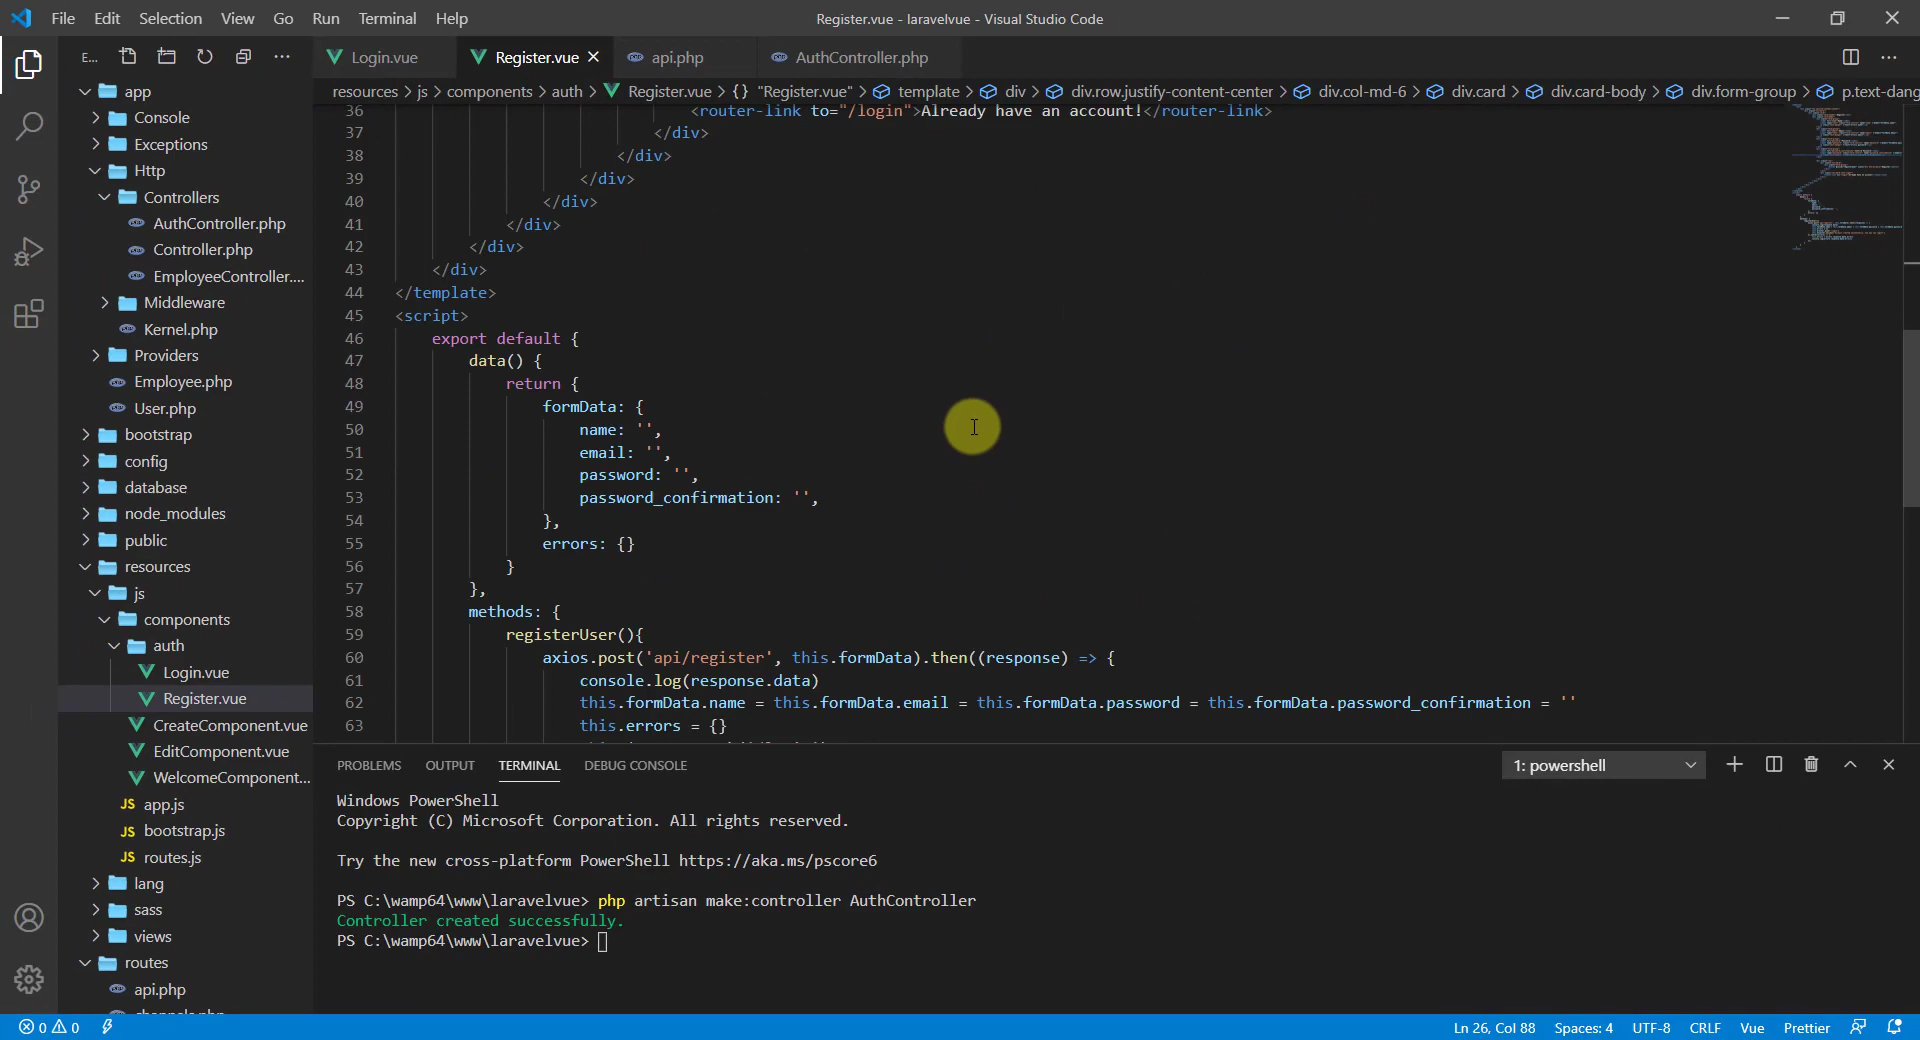 File Edit Selection View Go Run Terminal Help
Register.vue - laravelvue - Visual Studio Code
E...
Login.vue
Register.vue
api.php
AuthController.php
resources > js > components > auth > Register.vue > {} "Register.vue" > template > div > div.row.justify-content-center > div.col-md-6 > div.card > div.card-body > div.form-group > p.text-dang
app
Console
Exceptions
Http
Controllers
AuthController.php
Controller.php
EmployeeController....
Middleware
Kernel.php
Providers
Employee.php
User.php
bootstrap
config
database
node_modules
public
resources
js
components
auth
Login.vue
Register.vue
CreateComponent.vue
EditComponent.vue
WelcomeComponent...
app.js
bootstrap.js
routes.js
lang
sass
views
routes
api.php
36 <router-link to="/login">Already have an account!</router-link>
37 </div>
38 </div>
39 </div>
40 </div>
41 </div>
42 </div>
43 </div>
44 </template>
45 <script>
46 export default {
47 data() {
48 return {
49 formData: {
50 name: '',
51 email: '',
52 password: '',
53 password_confirmation: '',
54 },
55 errors: {}
56 }
57 },
58 methods: {
59 registerUser(){
60 axios.post('api/register', this.formData).then((response) => {
61 console.log(response.data)
62 this.formData.name = this.formData.email = this.formData.password = this.formData.password_confirmation = ''
63 this.errors = {}
PROBLEMS OUTPUT TERMINAL DEBUG CONSOLE
1: powershell
Windows PowerShell
Copyright (C) Microsoft Corporation. All rights reserved.
Try the new cross-platform PowerShell https://aka.ms/pscore6
PS C:\wamp64\www\laravelvue> php artisan make:controller AuthController
Controller created successfully.
PS C:\wamp64\www\laravelvue>
0 0
Ln 26, Col 88 Spaces: 4 UTF-8 CRLF Vue Prettier